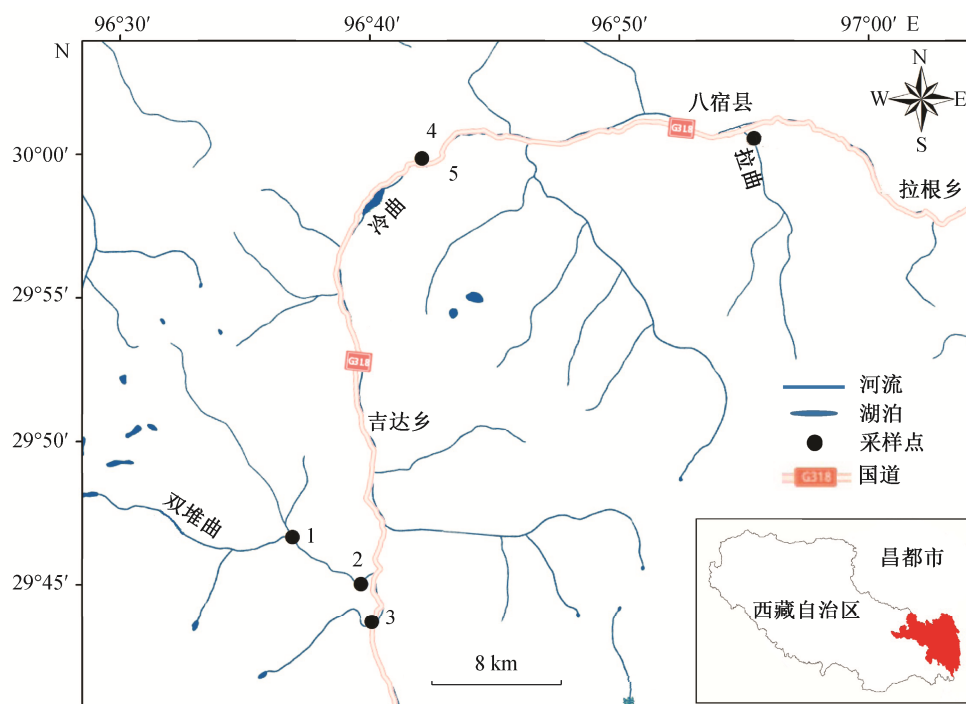 96°30′ 96°40′ 96°50′ 97°00′ E
N
N
W E
S
八宿县
G318
4
30°00′
5
拉曲
拉根乡
冷曲
29°55′
G318
河流
湖泊
吉达乡
采样点
29°50′
G318 国道
双堆曲
1
昌都市
2
29°45′
西藏自治区
3
8 km